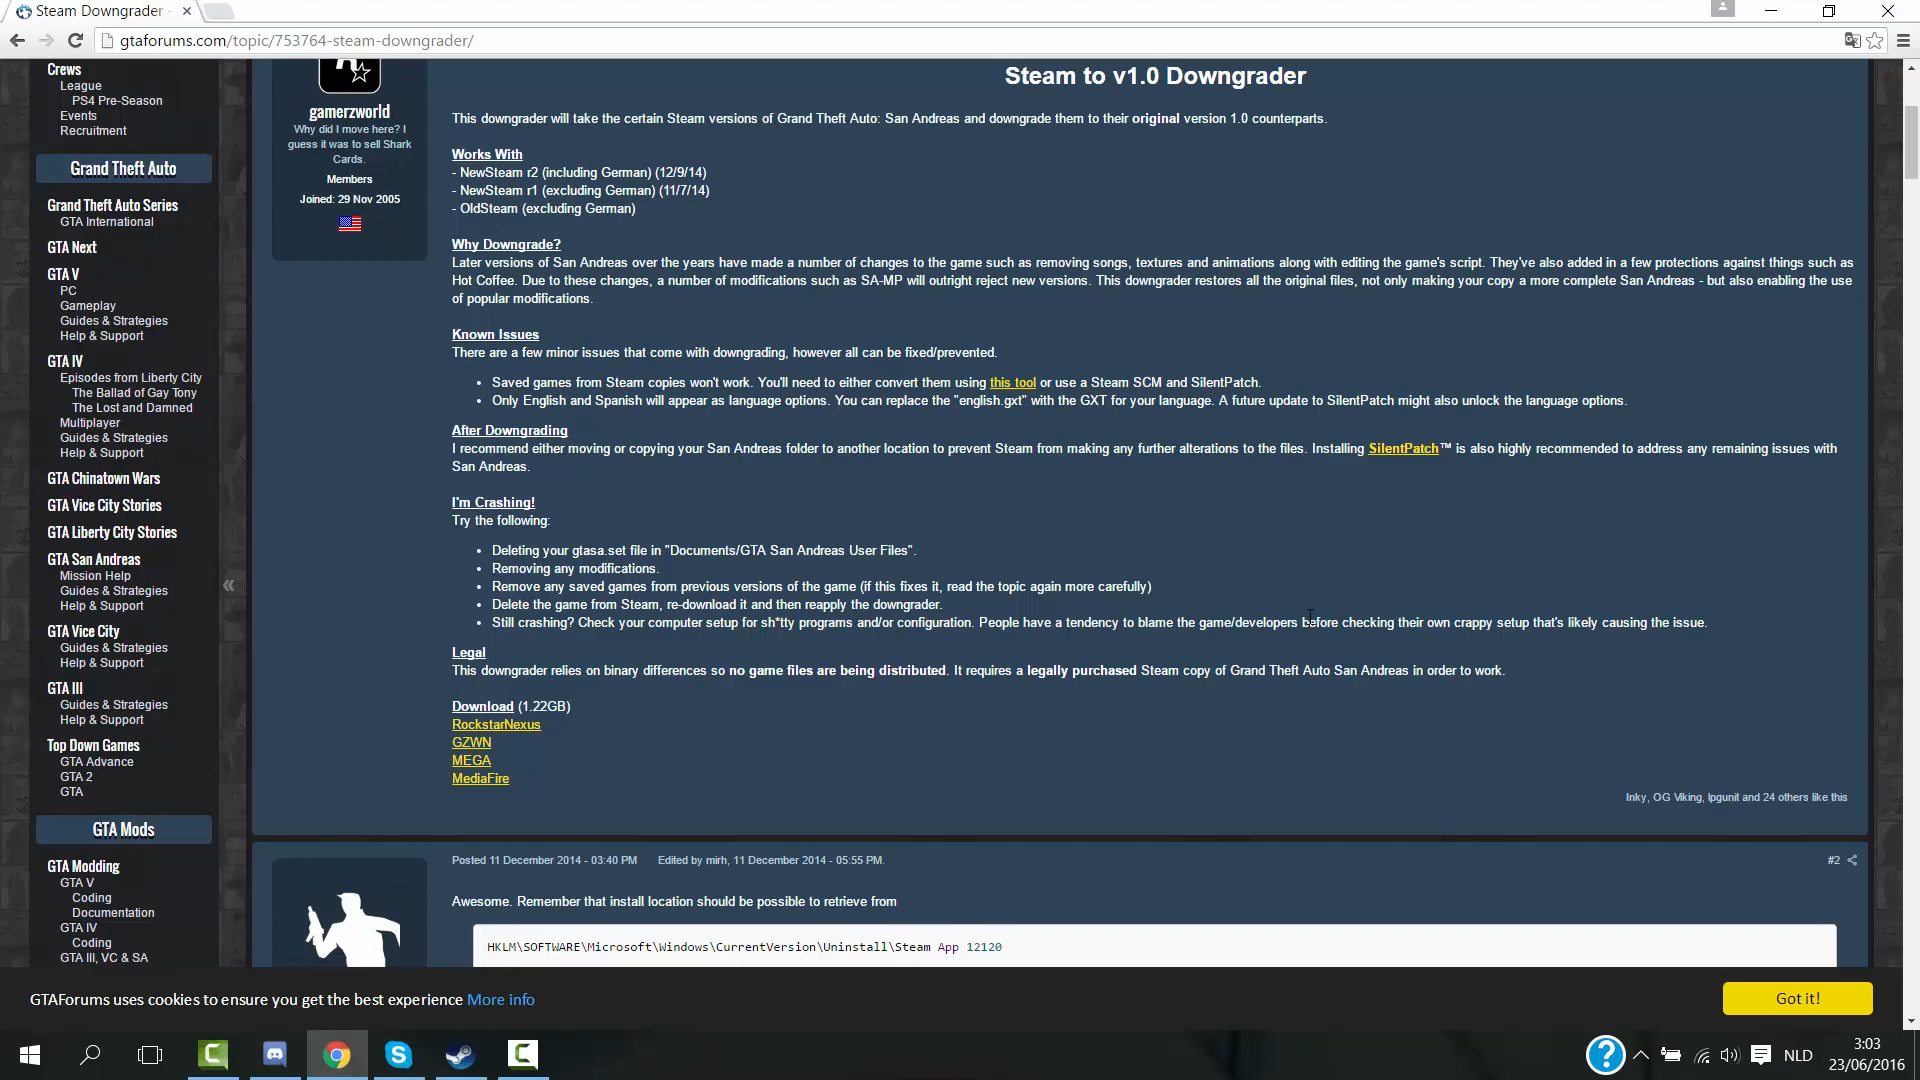 Steam Downgrader -
gtaforums.com/topic/753764-steam-downgrader/
Crews
League
PS4 Pre-Season
Events
Recruitment
Grand Theft Auto
Grand Theft Auto Series
GTA International
GTA Next
GTA V
PC
Gameplay
Guides & Strategies
Help & Support
GTA IV
Episodes from Liberty City
The Ballad of Gay Tony
The Lost and Damned
Multiplayer
Guides & Strategies
Help & Support
GTA Chinatown Wars
GTA Vice City Stories
GTA Liberty City Stories
GTA San Andreas
Mission Help
Guides & Strategies
Help & Support
GTA Vice City
Guides & Strategies
Help & Support
GTA III
Guides & Strategies
Help & Support
Top Down Games
GTA Advance
GTA 2
GTA
GTA Mods
GTA Modding
GTA V
Coding
Documentation
GTA IV
Coding
GTA III, VC & SA
«
gamerzworld
Why did I move here? I
guess it was to sell Shark
Cards.
Members
Joined: 29 Nov 2005
Steam to v1.0 Downgrader
This downgrader will take the certain Steam versions of Grand Theft Auto: San Andreas and downgrade them to their original version 1.0 counterparts.
Works With
- NewSteam r2 (including German) (12/9/14)
- NewSteam r1 (excluding German) (11/7/14)
- OldSteam (excluding German)
Why Downgrade?
Later versions of San Andreas over the years have made a number of changes to the game such as removing songs, textures and animations along with editing the game's script. They've also added in a few protections against things such as
Hot Coffee. Due to these changes, a number of modifications such as SA-MP will outright reject new versions. This downgrader restores all the original files, not only making your copy a more complete San Andreas - but also enabling the use
of popular modifications.
Known Issues
There are a few minor issues that come with downgrading, however all can be fixed/prevented.
• Saved games from Steam copies won't work. You'll need to either convert them using this tool or use a Steam SCM and SilentPatch.
• Only English and Spanish will appear as language options. You can replace the "english.gxt" with the GXT for your language. A future update to SilentPatch might also unlock the language options.
After Downgrading
I recommend either moving or copying your San Andreas folder to another location to prevent Steam from making any further alterations to the files. Installing SilentPatch™ is also highly recommended to address any remaining issues with
San Andreas.
I'm Crashing!
Try the following:
• Deleting your gtasa.set file in "Documents/GTA San Andreas User Files".
• Removing any modifications.
• Remove any saved games from previous versions of the game (if this fixes it, read the topic again more carefully)
• Delete the game from Steam, re-download it and then reapply the downgrader.
• Still crashing? Check your computer setup for sh*tty programs and/or configuration. People have a tendency to blame the game/developers before checking their own crappy setup that's likely causing the issue.
Legal
This downgrader relies on binary differences so no game files are being distributed. It requires a legally purchased Steam copy of Grand Theft Auto San Andreas in order to work.
Download (1.22GB)
RockstarNexus
GZWN
MEGA
MediaFire
Inky, OG Viking, lpgunit and 24 others like this
Posted 11 December 2014 - 03:40 PM Edited by mirh, 11 December 2014 - 05:55 PM.
#2
Awesome. Remember that install location should be possible to retrieve from
HKLM\SOFTWARE\Microsoft\Windows\CurrentVersion\Uninstall\Steam App 12120
GTAForums uses cookies to ensure you get the best experience More info
Got it!
NLD
3:03
23/06/2016